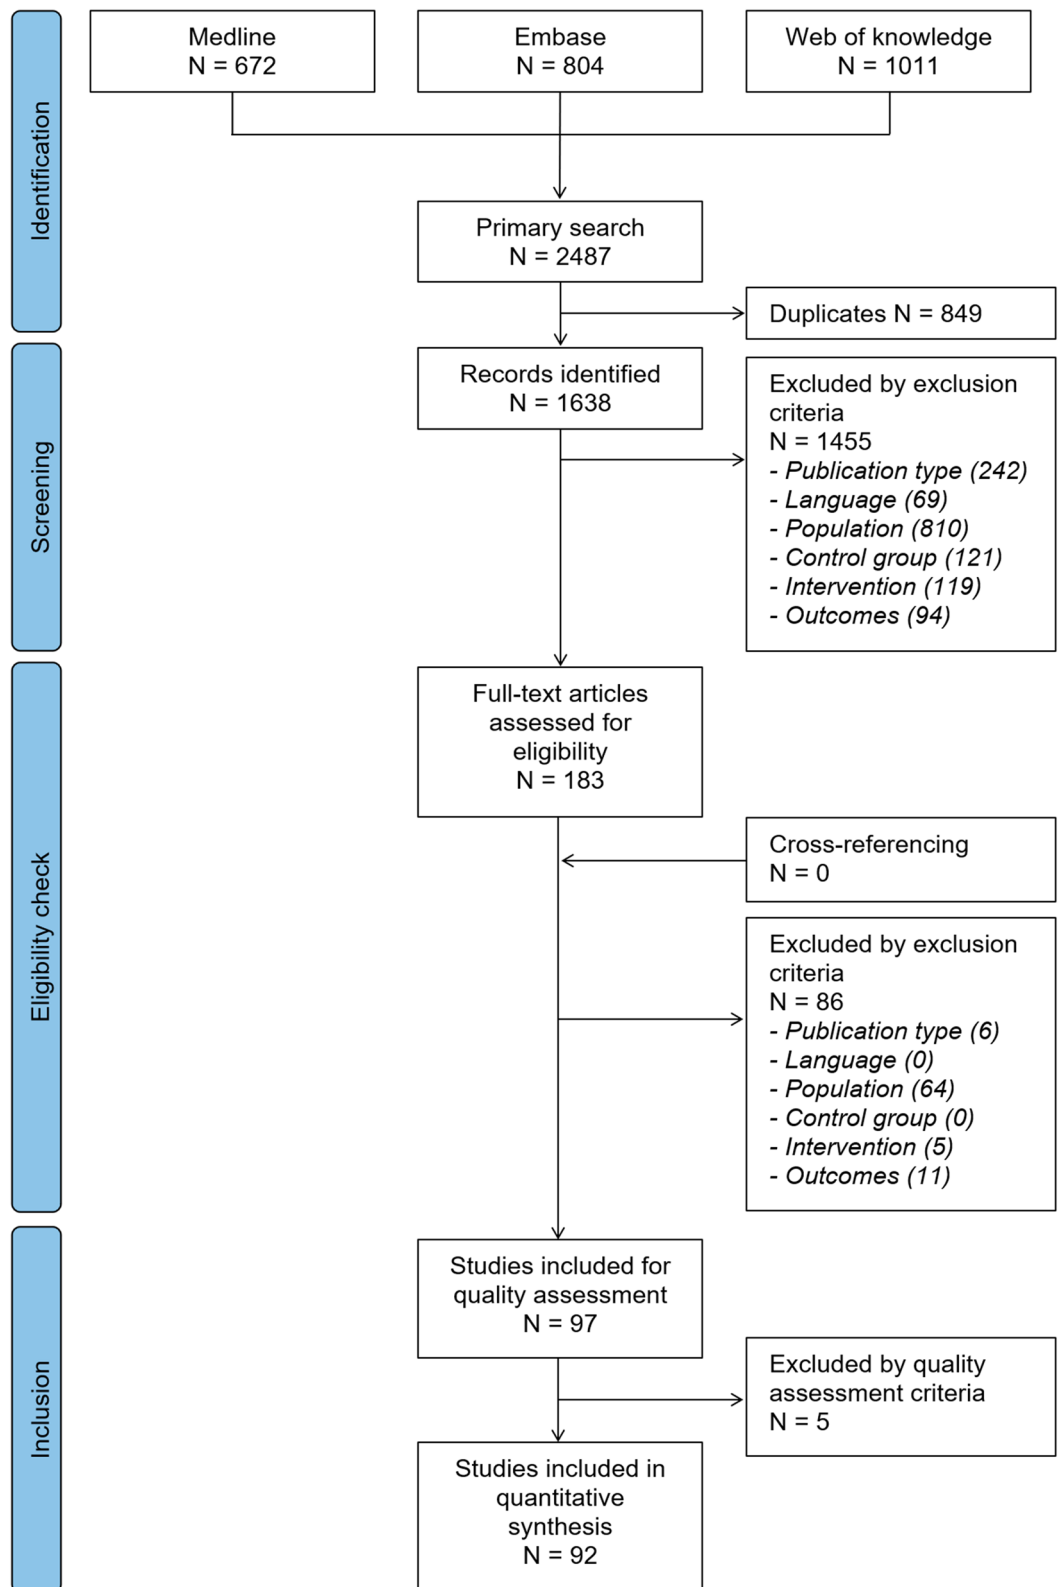 Identification
Medline
N = 672
Embase
N = 804
Web of knowledge
N = 1011
Primary search
N = 2487
Duplicates N = 849
Screening
Records identified
N = 1638
Excluded by exclusion
criteria
N = 1455
- Publication type (242)
- Language (69)
- Population (810)
- Control group (121)
- Intervention (119)
- Outcomes (94)
Eligibility check
Full-text articles
assessed for
eligibility
N = 183
Cross-referencing
N = 0
Excluded by exclusion
criteria
N = 86
- Publication type (6)
- Language (0)
- Population (64)
- Control group (0)
- Intervention (5)
- Outcomes (11)
Inclusion
Studies included for
quality assessment
N = 97
Excluded by quality
assessment criteria
N = 5
Studies included in
quantitative
synthesis
N = 92